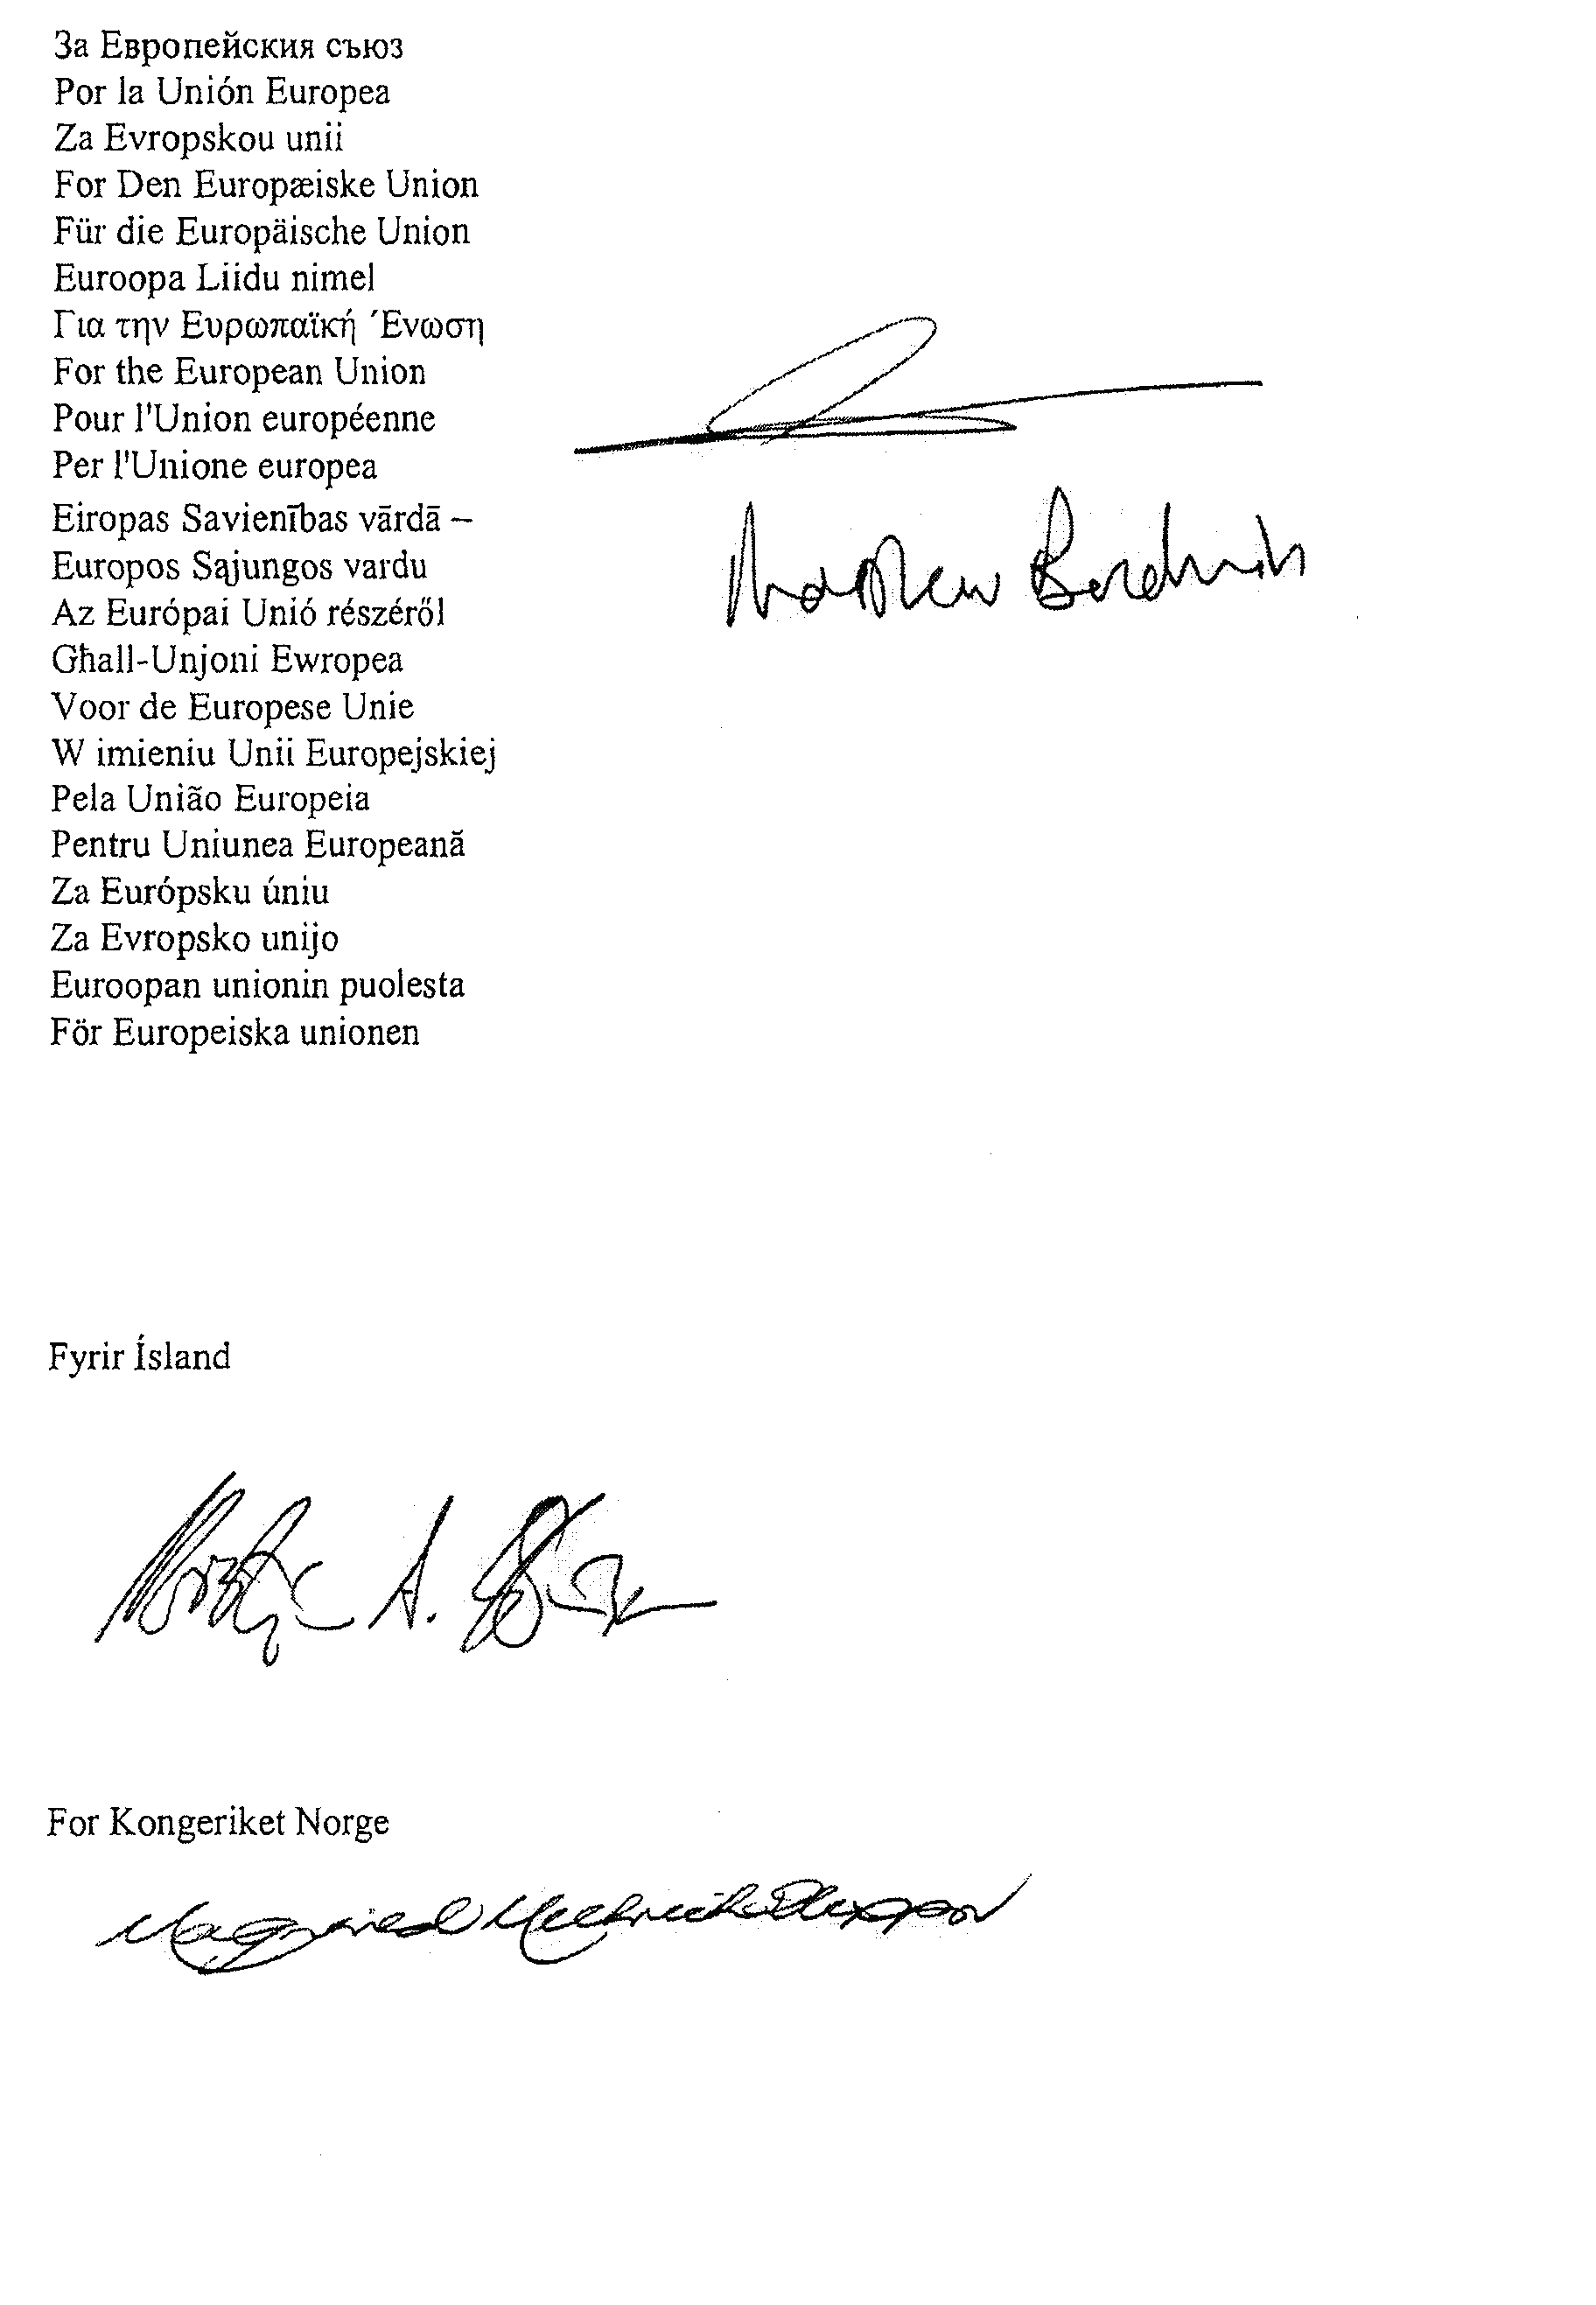 За Европейския съюз
Por la Unión Europea
Za Evropskou unii
For Den Europæiske Union
Für die Europäische Union
Euroopa Liidu nimel
Για την Ευρωπαϊκή Ένωση
For the European Union
Pour l'Union européenne
Per l'Unione europea
Eiropas Savienības vārdā –
Europos Sąjungos vardu
Az Európai Unió részéről
Għall-Unjoni Ewropea
Voor de Europese Unie
W imieniu Unii Europejskiej
Pela União Europeia
Pentru Uniunea Europeană
Za Európsku úniu
Za Evropsko unijo
Euroopan unionin puolesta
För Europeiska unionen
Matthew
Fyrir Ísland
A.
For Kongeriket Norge